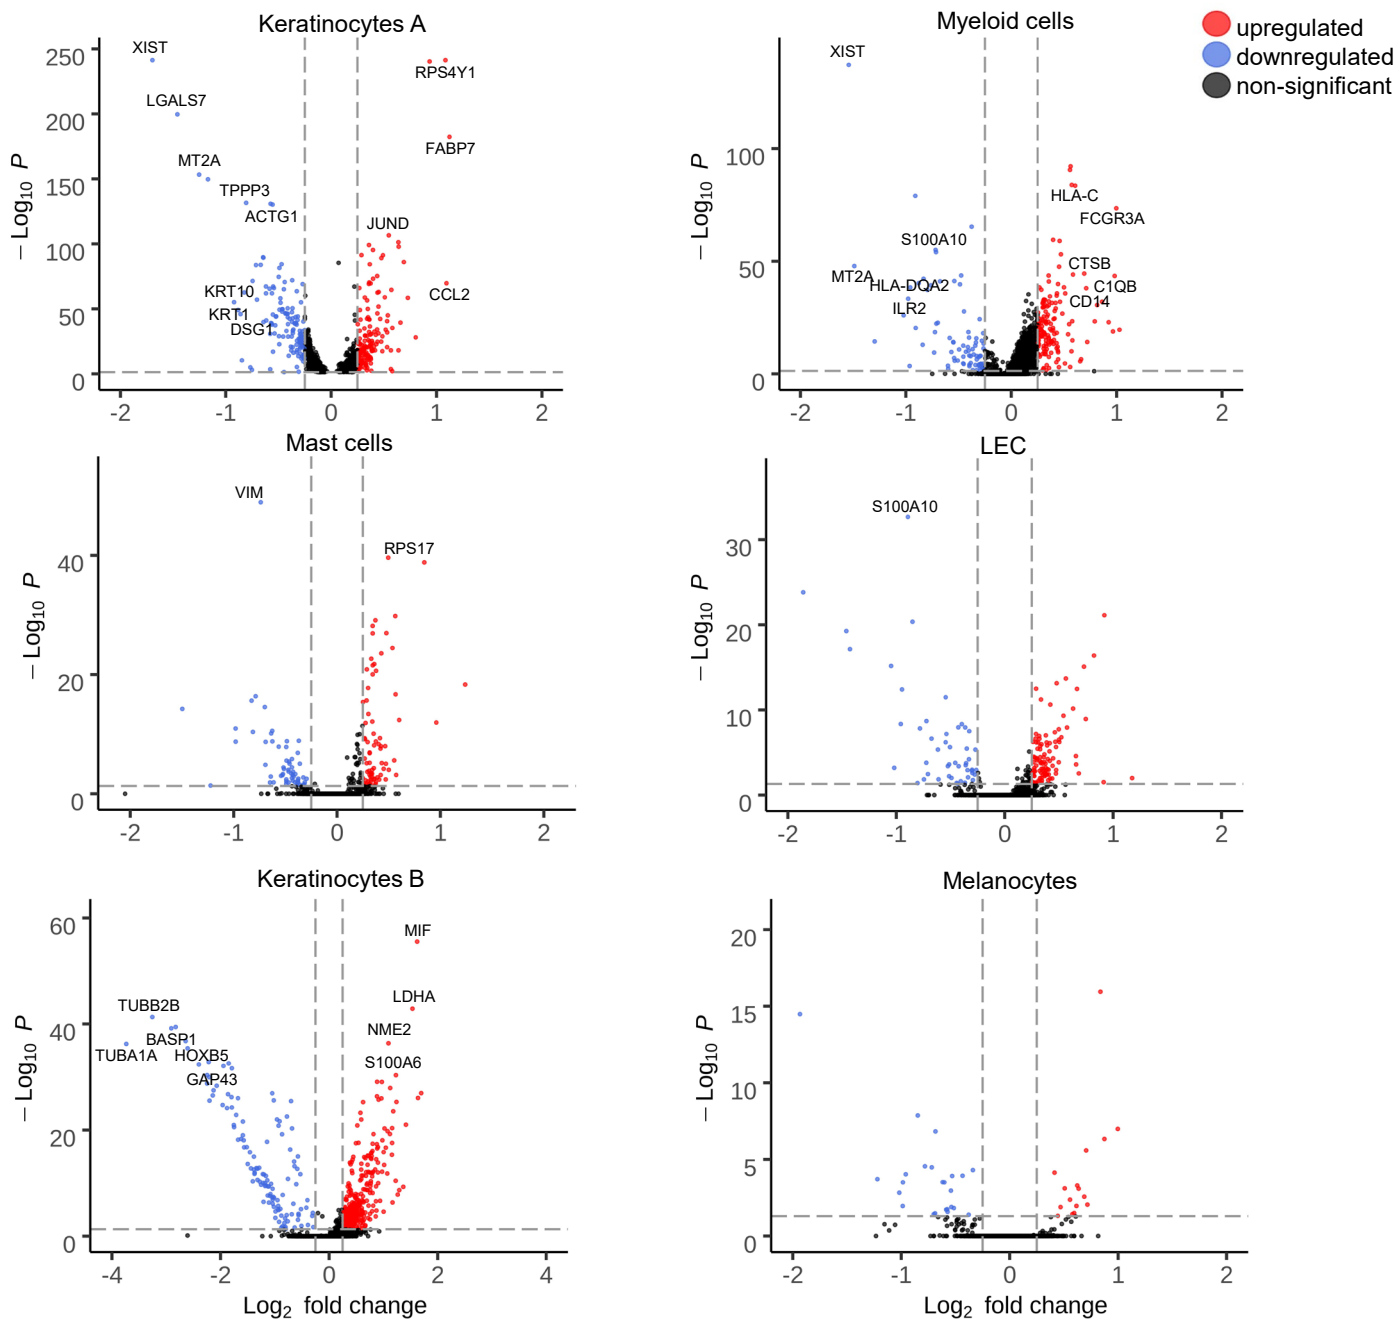 Keratinocytes A
XIST
LGALS7
MT2A
TPPP3
ACTG1
KRT10
KRT1
DSG1
RPS4Y1
FABP7
JUND
CCL2
250
200
150
100
50
0
-2 -1 0 1 2
– Log10 P
Myeloid cells
XIST
HLA-C
FCGR3A
S100A10
MT2A
HLA-DQA2
ILR2
CTSB
C1QB
CD14
100
50
0
-2 -1 0 1 2
– Log10 P
upregulated
downregulated
non-significant
Mast cells
VIM
RPS17
40
20
0
-2 -1 0 1 2
– Log10 P
LEC
S100A10
30
20
10
0
-2 -1 0 1 2
– Log10 P
Keratinocytes B
MIF
LDHA
NME2
S100A6
TUBB2B
BASP1
TUBA1A
HOXB5
GAP43
60
40
20
0
-4 -2 0 2 4
– Log10 P
Log2 fold change
Melanocytes
20
15
10
5
0
-2 -1 0 1 2
– Log10 P
Log2 fold change